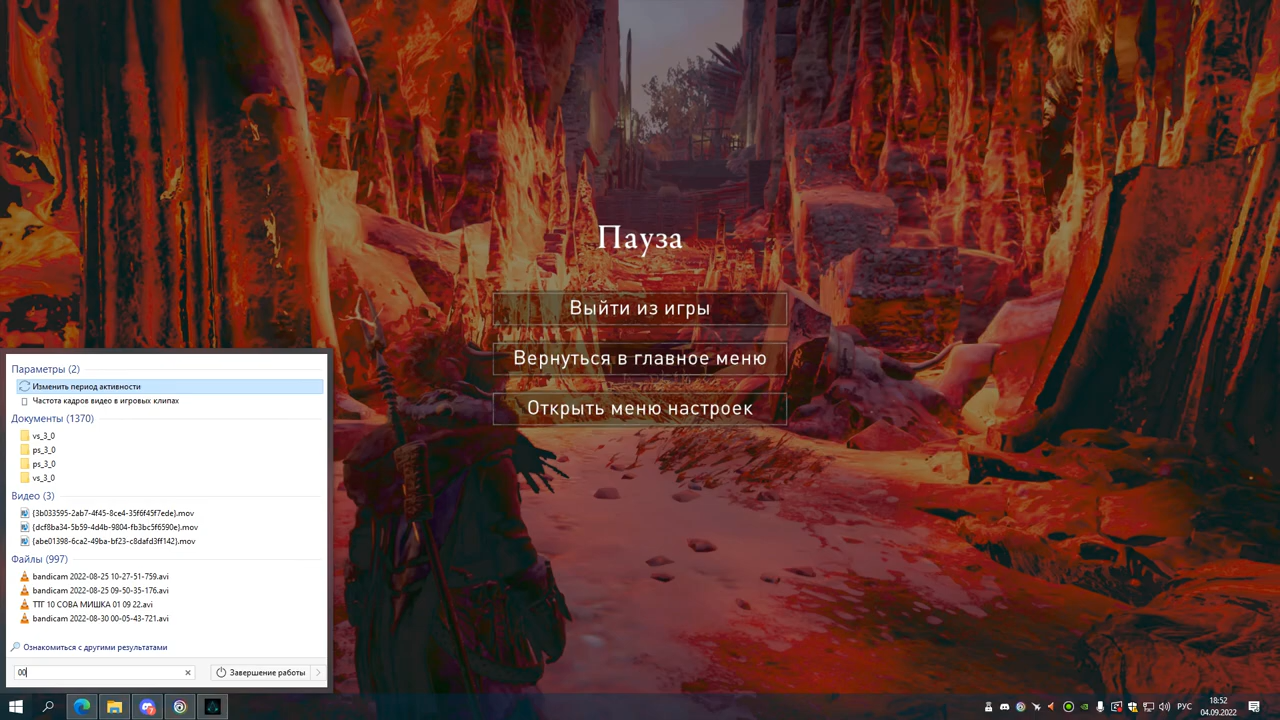 Пауза
Выйти из игры
Вернуться в главное меню
Открыть меню настроек
Параметры (2)
Изменить период активности
Частота кадров видео в игровых клипах
Документы (1370)
vs_3_0
ps_3_0
ps_3_0
vs_3_0
Видео (3)
{3b033595-2ab7-4f45-8ce4-35f6f45f7ede}.mov
{dcf8ba34-5b59-4d4b-9804-fb3bc5f6590e}.mov
{abe01398-6ca2-49ba-bf23-c8dafd3ff142}.mov
Файлы (997)
bandicam 2022-08-25 10-27-51-759.avi
bandicam 2022-08-25 09-50-35-176.avi
ТТГ 10 СОВА МИШКА 01 09 22.avi
bandicam 2022-08-30 00-05-43-721.avi
Ознакомиться с другими результатами
00
Завершение работы
РУС
18:52
04.09.2022